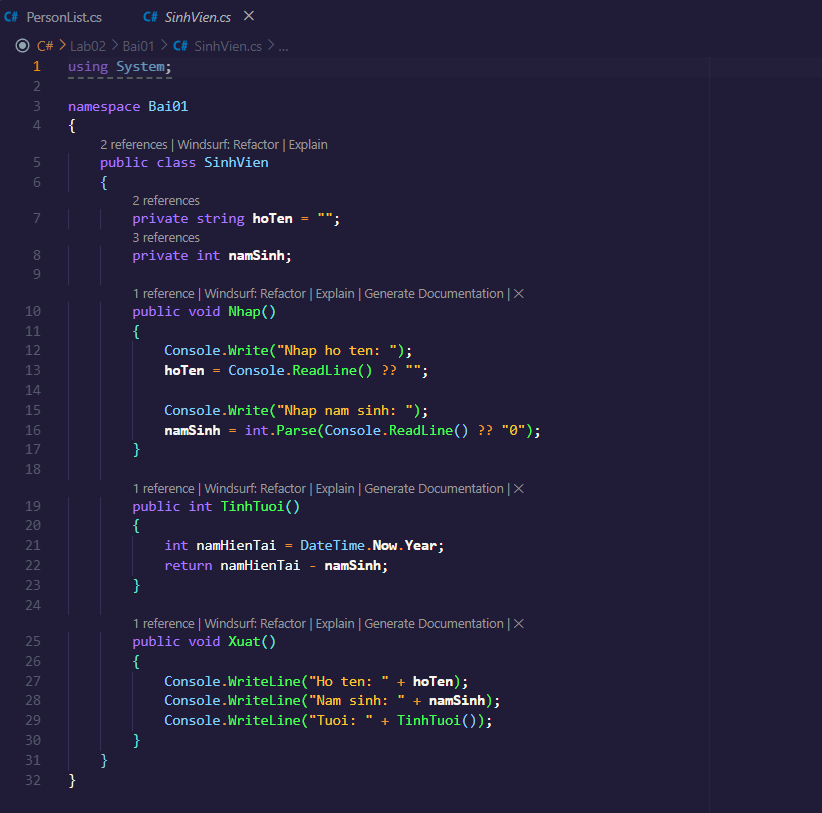 C# PersonList.cs C# SinhVien.cs ×
C# > Lab02 > Bai01 > C# SinhVien.cs > ...
1 using System;
2
3 namespace Bai01
4 {
2 references | Windsurf: Refactor | Explain
5 public class SinhVien
6 {
2 references
7 private string hoTen = "";
3 references
8 private int namSinh;
9
1 reference | Windsurf: Refactor | Explain | Generate Documentation | ×
10 public void Nhap()
11 {
12 Console.Write("Nhap ho ten: ");
13 hoTen = Console.ReadLine() ?? "";
14
15 Console.Write("Nhap nam sinh: ");
16 namSinh = int.Parse(Console.ReadLine() ?? "0");
17 }
18
1 reference | Windsurf: Refactor | Explain | Generate Documentation | ×
19 public int TinhTuoi()
20 {
21 int namHienTai = DateTime.Now.Year;
22 return namHienTai - namSinh;
23 }
24
1 reference | Windsurf: Refactor | Explain | Generate Documentation | ×
25 public void Xuat()
26 {
27 Console.WriteLine("Ho ten: " + hoTen);
28 Console.WriteLine("Nam sinh: " + namSinh);
29 Console.WriteLine("Tuoi: " + TinhTuoi());
30 }
31 }
32 }